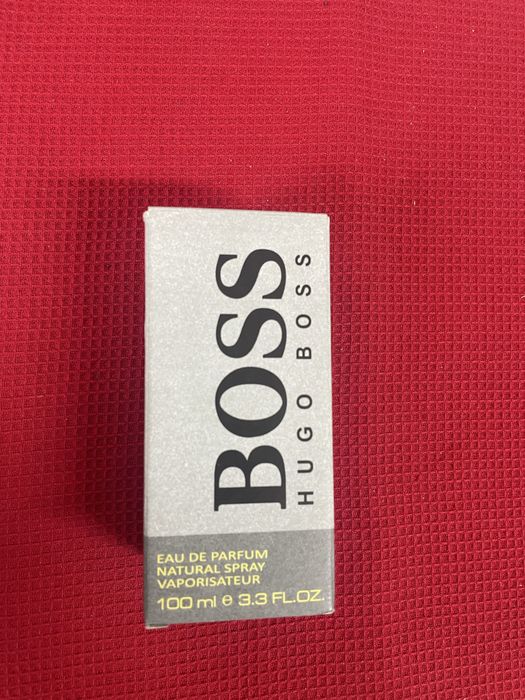 BOSS
HUGO BOSS
EAU DE PARFUM
NATURAL SPRAY
VAPORISATEUR
100 ml e 3.3 FL.OZ.